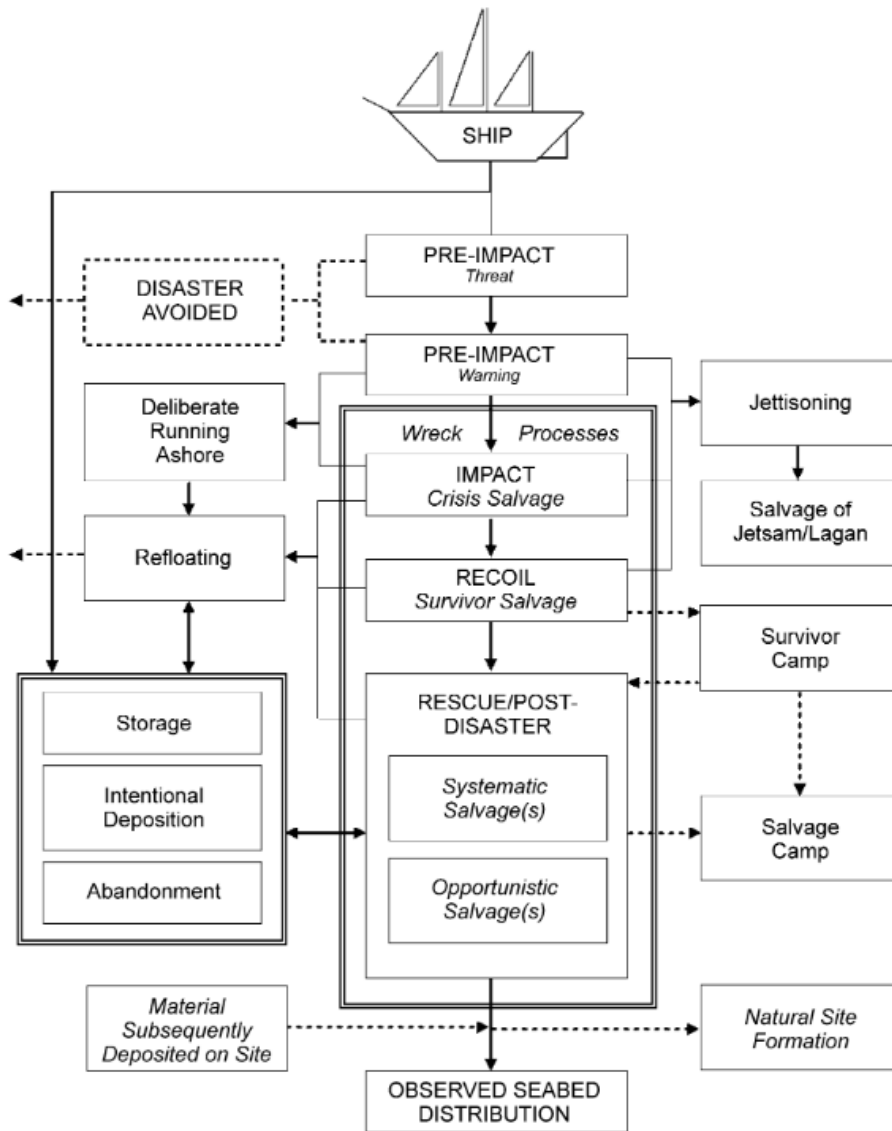 SHIP
PRE-IMPACT
Threat
DISASTER
AVOIDED
PRE-IMPACT
Warning
Deliberate
Running
Ashore
Jettisoning
Wreck Processes
IMPACT
Crisis Salvage
Salvage of
Jetsam/Lagan
Refloating
RECOIL
Survivor Salvage
Survivor
Camp
RESCUE/POST-
DISASTER
Storage
Systematic
Salvage(s)
Intentional
Deposition
Salvage
Camp
Abandonment
Opportunistic
Salvage(s)
Material
Subsequently
Deposited on Site
Natural Site
Formation
OBSERVED SEABED
DISTRIBUTION